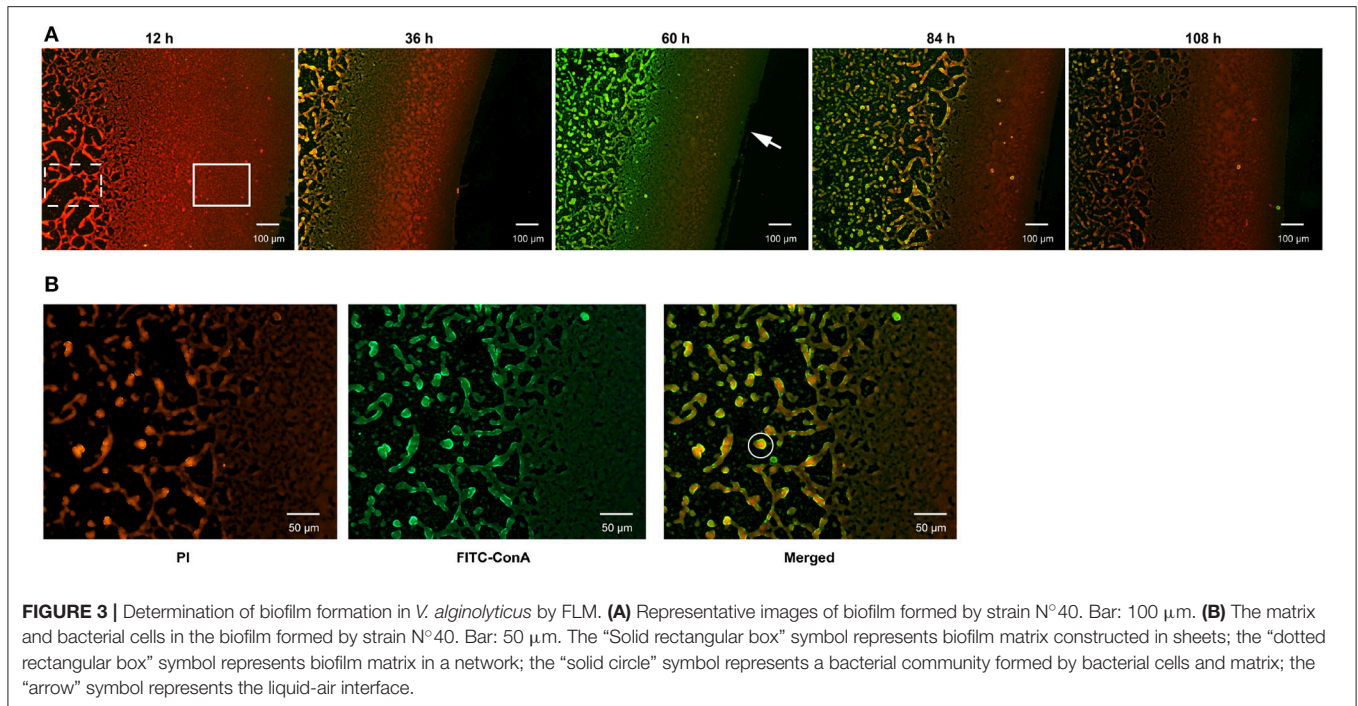 A
12 h 36 h 60 h 84 h 108 h
100 µm 100 µm 100 µm 100 µm 100 µm
B
50 µm 50 µm 50 µm
PI FITC-ConA Merged
FIGURE 3 | Determination of biofilm formation in V. alginolyticus by FLM. (A) Representative images of biofilm formed by strain N°40. Bar: 100 µm. (B) The matrix
and bacterial cells in the biofilm formed by strain N°40. Bar: 50 µm. The “Solid rectangular box” symbol represents biofilm matrix constructed in sheets; the “dotted
rectangular box” symbol represents biofilm matrix in a network; the “solid circle” symbol represents a bacterial community formed by bacterial cells and matrix; the
“arrow” symbol represents the liquid-air interface.